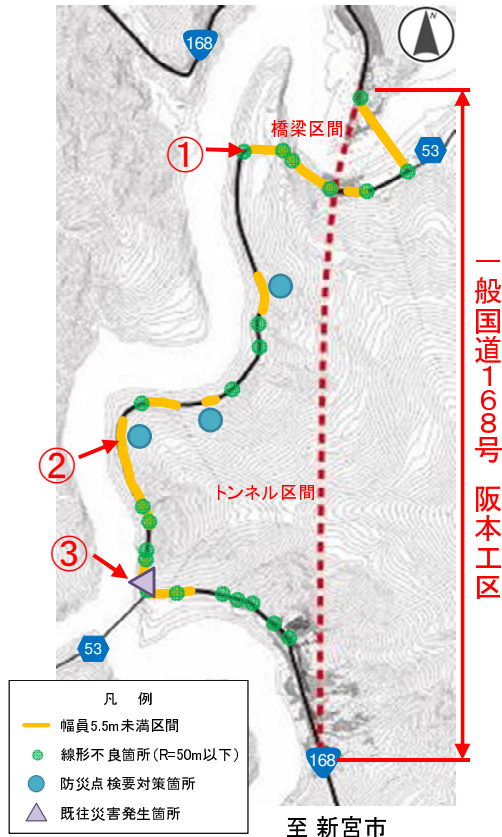 168
N
橋梁区間
①
53
一般国道168号 阪本工区
②
トンネル区間
③
53
凡 例
幅員5.5m未満区間
線形不良箇所(R=50m以下)
防災点検要対策箇所
既往災害発生箇所
168
至 新宮市